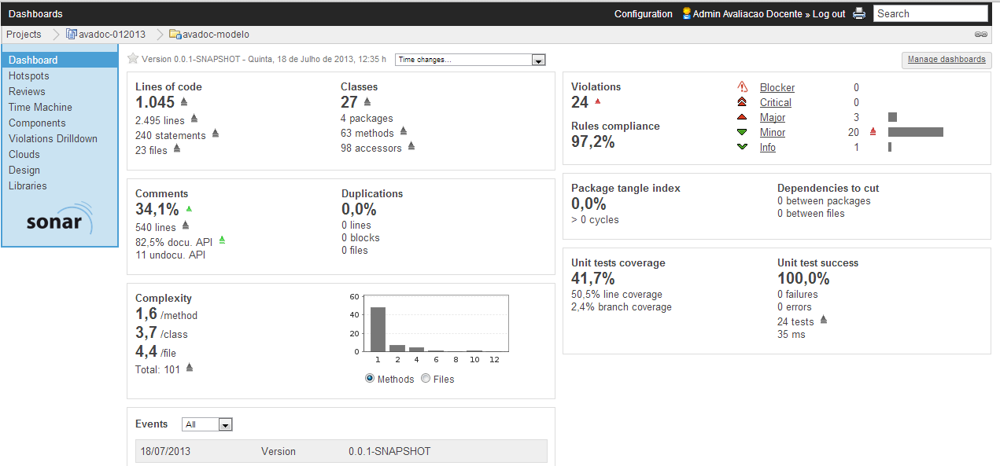 Dashboards
Configuration Admin Avaliacao Docente » Log out Search
Projects avadoc-012013 avadoc-modelo
Dashboard
Hotspots
Reviews
Time Machine
Components
Violations Drilldown
Clouds
Design
Libraries
sonar
Version 0.0.1-SNAPSHOT - Quinta, 18 de Julho de 2013, 12:35 h Time changes...
Manage dashboards
Lines of code
1.045
2.495 lines
240 statements
23 files
Classes
27
4 packages
63 methods
98 accessors
Comments
34,1%
540 lines
82,5% docu. API
11 undocu. API
Duplications
0,0%
0 lines
0 blocks
0 files
Complexity
1,6 /method
3,7 /class
4,4 /file
Total: 101
60
40
20
0
1 2 4 6 8 10 12
Methods Files
Events All
18/07/2013 Version 0.0.1-SNAPSHOT
Violations
24
Rules compliance
97,2%
Blocker 0
Critical 0
Major 3
Minor 20
Info 1
Package tangle index
0,0%
> 0 cycles
Dependencies to cut
0 between packages
0 between files
Unit tests coverage
41,7%
50,5% line coverage
2,4% branch coverage
Unit test success
100,0%
0 failures
0 errors
24 tests
35 ms